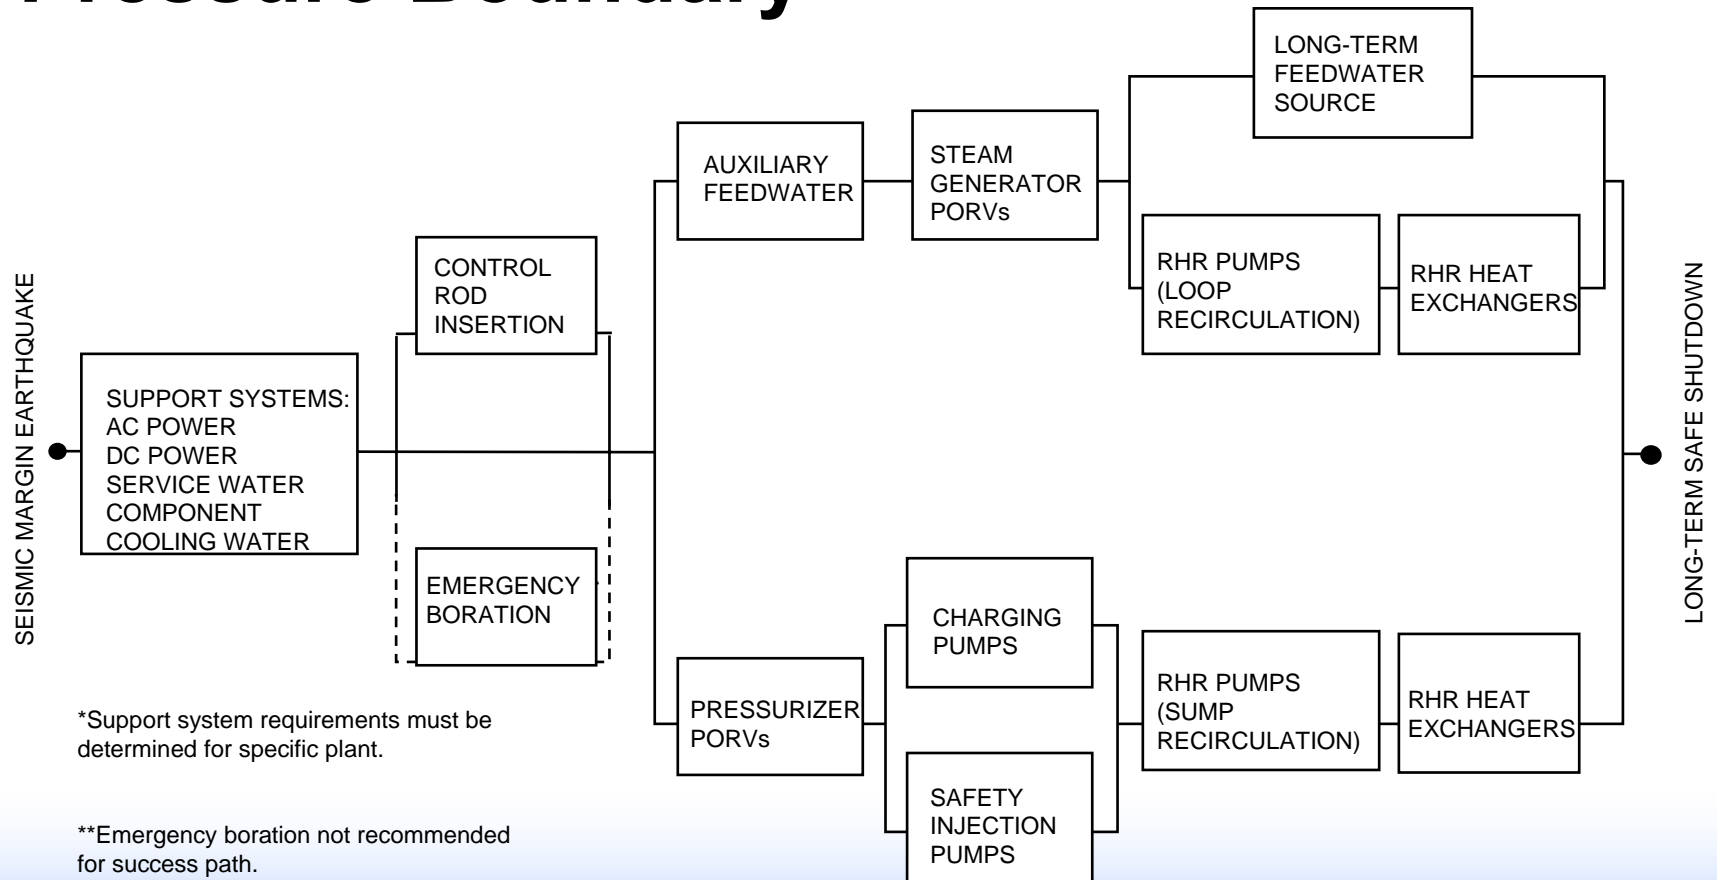 Pressure Boundary
LONG-TERM
FEEDWATER
SOURCE
AUXILIARY
FEEDWATER
STEAM
GENERATOR
PORVs
CONTROL
ROD
INSERTION
RHR PUMPS
(LOOP
RECIRCULATION)
RHR HEAT
EXCHANGERS
SEISMIC MARGIN EARTHQUAKE
SUPPORT SYSTEMS:
AC POWER
DC POWER
SERVICE WATER
COMPONENT
COOLING WATER
LONG-TERM SAFE SHUTDOWN
EMERGENCY
BORATION
CHARGING
PUMPS
PRESSURIZER
PORVs
RHR PUMPS
(SUMP
RECIRCULATION)
RHR HEAT
EXCHANGERS
SAFETY
INJECTION
PUMPS
*Support system requirements must be
determined for specific plant.
**Emergency boration not recommended
for success path.